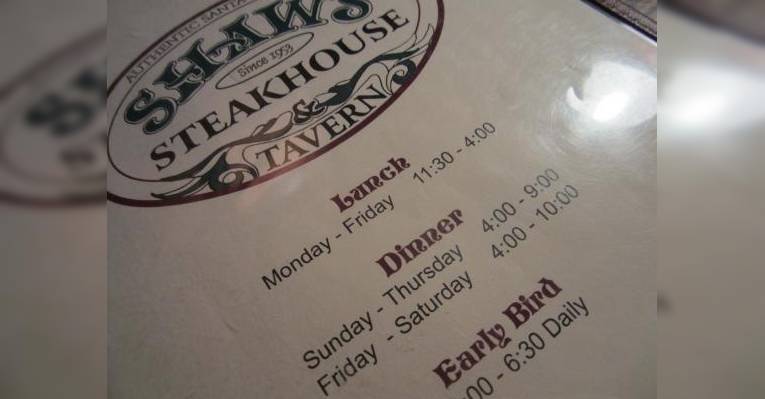 AUTHENTIC SANTA
SHAW'S
Since 1953
STEAKHOUSE
&
TAVERN
Lunch
Monday - Friday 11:30 - 4:00
Dinner
Sunday - Thursday 4:00 - 9:00
Friday - Saturday 4:00 - 10:00
Early Bird
:00 - 6:30 Daily